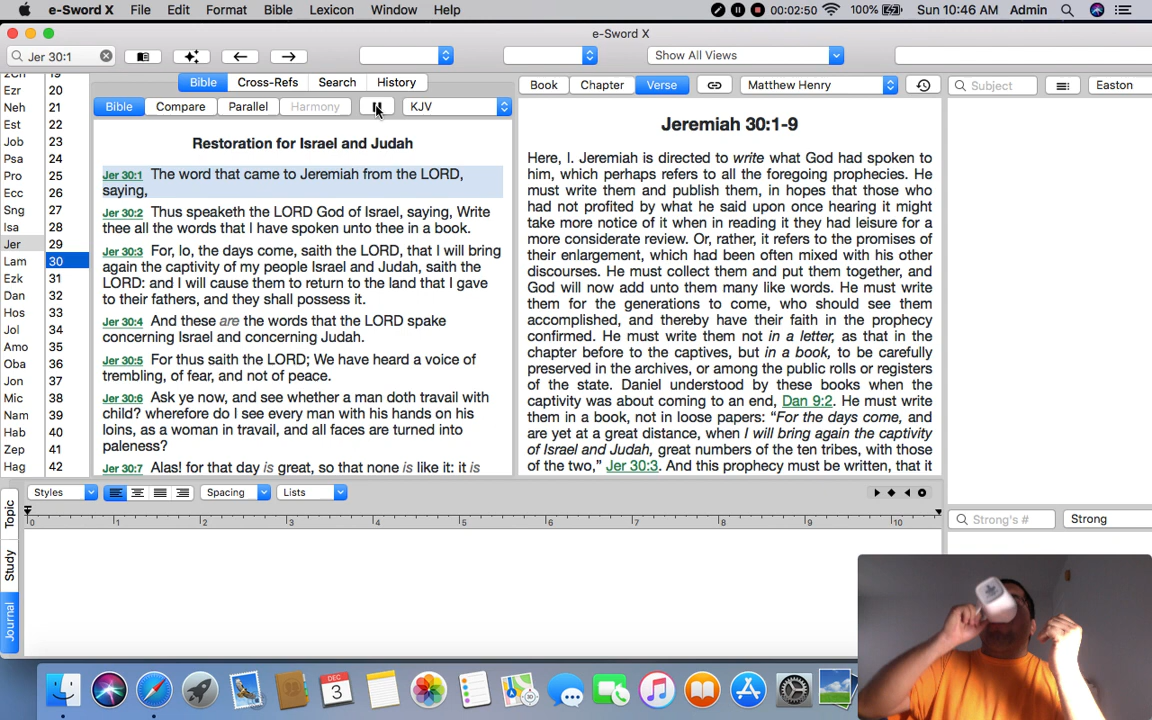 e-Sword X File Edit Format Bibles Lexicon Window Help 00:02:50 100% Sun 10:46 AM Admin
e-Sword X
Jer 30:1 Show All Views
Bible Cross-Refs Search History
Bible Compare Parallel Harmony KJV
Book Chapter Verse Matthew Henry Subject Easton
Ezr 20
Neh 21
Est 22
Job 23
Psa 24
Pro 25
Ecc 26
Sng 27
Isa 28
Jer 29
Lam 30
Ezk 31
Dan 32
Hos 33
Jol 34
Amo 35
Oba 36
Jon 37
Mic 38
Nam 39
Hab 40
Zep 41
Hag 42
Restoration for Israel and Judah
Jer 30:1 The word that came to Jeremiah from the LORD,
saying,
Jer 30:2 Thus speaketh the LORD God of Israel, saying, Write
thee all the words that I have spoken unto thee in a book.
Jer 30:3 For, lo, the days come, saith the LORD, that I will bring
again the captivity of my people Israel and Judah, saith the
LORD: and I will cause them to return to the land that I gave
to their fathers, and they shall possess it.
Jer 30:4 And these are the words that the LORD spake
concerning Israel and concerning Judah.
Jer 30:5 For thus saith the LORD; We have heard a voice of
trembling, of fear, and not of peace.
Jer 30:6 Ask ye now, and see whether a man doth travail with
child? wherefore do I see every man with his hands on his
loins, as a woman in travail, and all faces are turned into
paleness?
Jer 30:7 Alas! for that day is great, so that none is like it: it is
Jeremiah 30:1-9
Here, I. Jeremiah is directed to write what God had spoken to
him, which perhaps refers to all the foregoing prophecies. He
must write them and publish them, in hopes that those who
had not profited by what he said upon once hearing it might
take more notice of it when in reading it they had leisure for a
more considerate review. Or, rather, it refers to the promises of
their enlargement, which had been often mixed with his other
discourses. He must collect them and put them together, and
God will now add unto them many like words. He must write
them for the generations to come, who should see them
accomplished, and thereby have their faith in the prophecy
confirmed. He must write them not in a letter, as that in the
chapter before to the captives, but in a book, to be carefully
preserved in the archives, or among the public rolls or registers
of the state. Daniel understood by these books when the
captivity was about coming to an end, Dan 9:2. He must write
them in a book, not in loose papers: “For the days come, and
are yet at a great distance, when I will bring again the captivity
of Israel and Judah, great numbers of the ten tribes, with those
of the two,” Jer 30:3. And this prophecy must be written, that it
Styles Spacing Lists
0 1 2 3 4 5 6 7 8 9 10
Strong's # Strong
Topic
Study
Journal
DEC
3